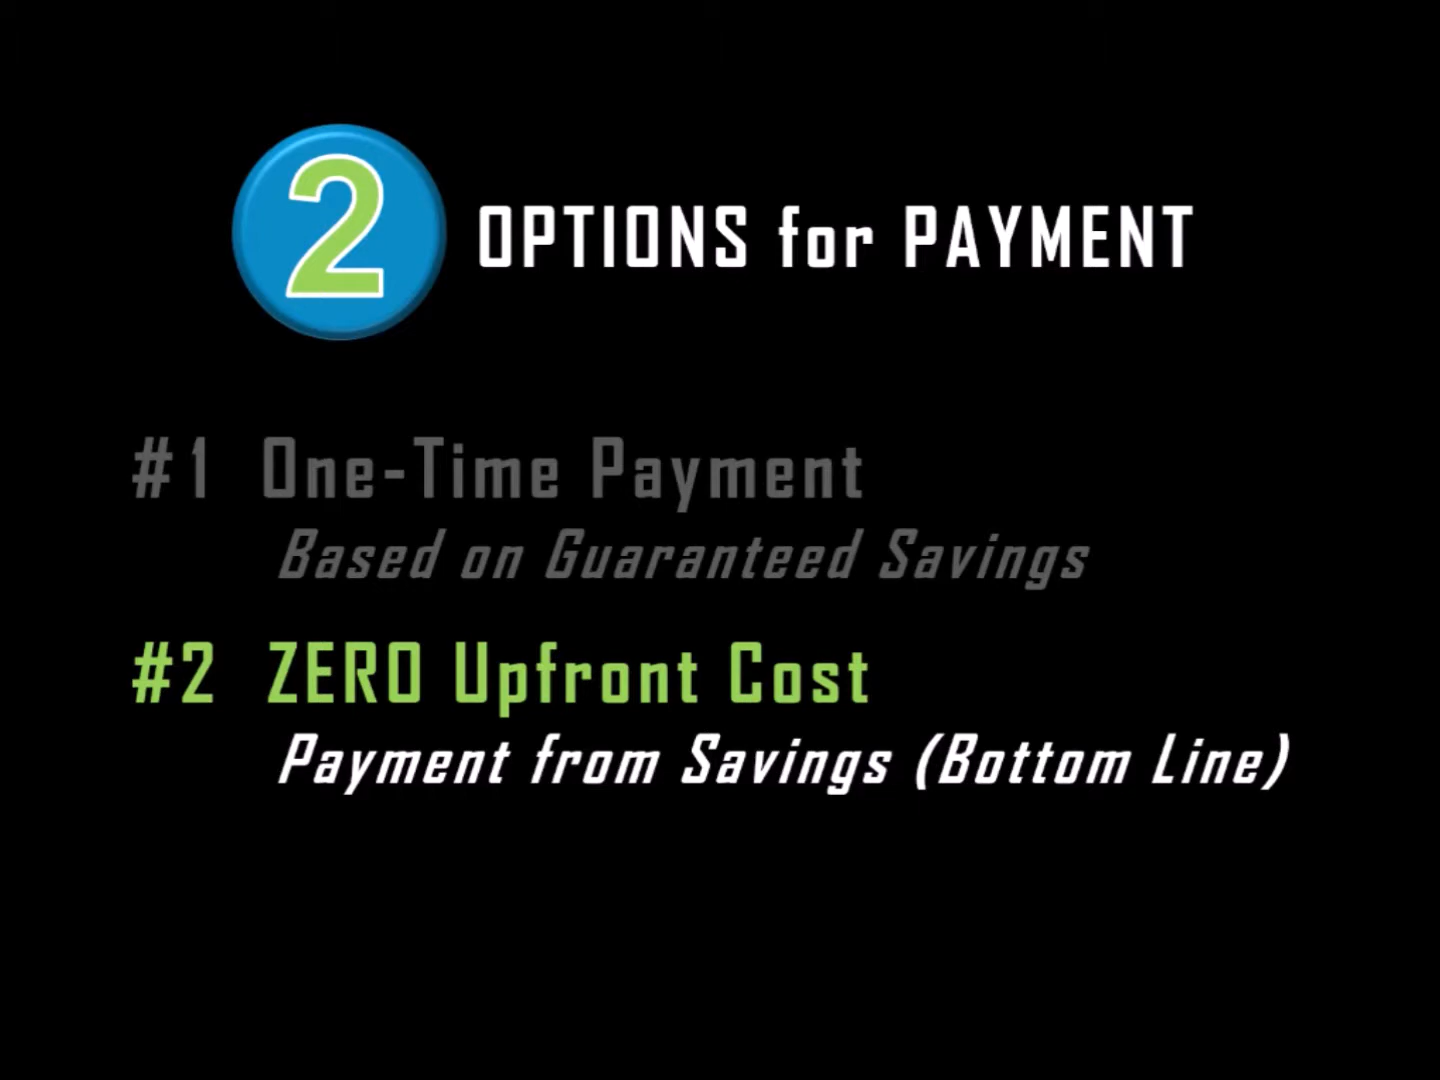 2 OPTIONS for PAYMENT
#1 One-Time Payment
Based on Guaranteed Savings
#2 ZERO Upfront Cost
Payment from Savings (Bottom Line)